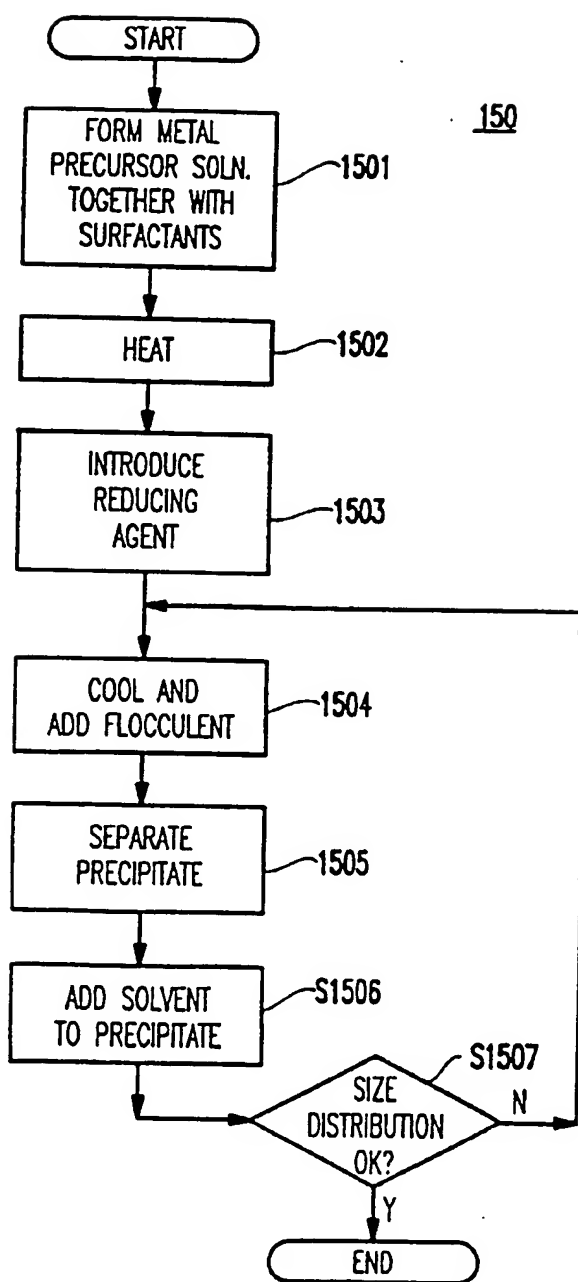 START
150
FORM METAL
PRECURSOR SOLN.
TOGETHER WITH
SURFACTANTS
1501
HEAT
1502
INTRODUCE
REDUCING
AGENT
1503
COOL AND
ADD FLOCCULENT
1504
SEPARATE
PRECIPITATE
1505
ADD SOLVENT
TO PRECIPITATE
S1506
SIZE
DISTRIBUTION
OK?
S1507
N
Y
END